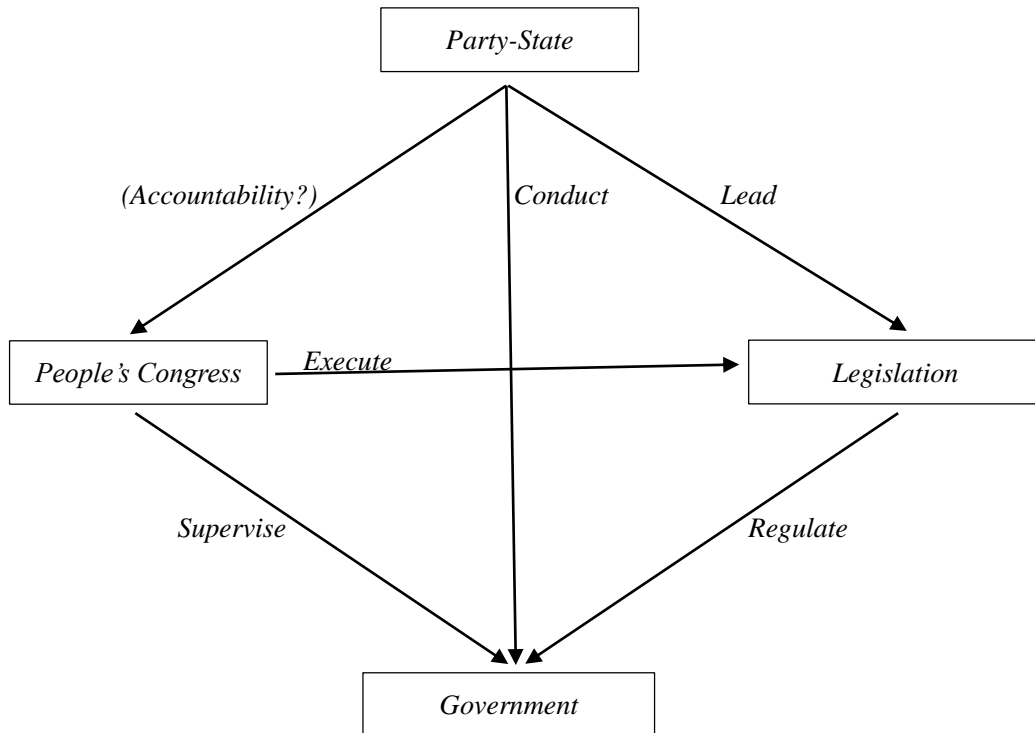 Party-State
(Accountability?)
Conduct
Lead
People’s Congress
Execute
Legislation
Supervise
Regulate
Government